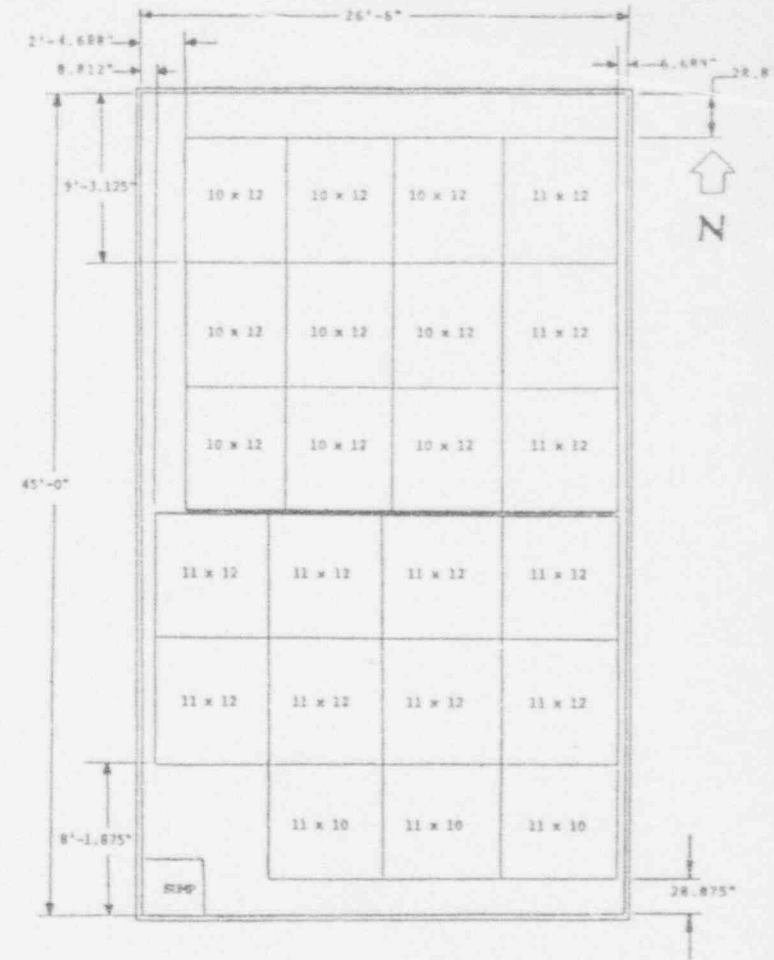 26'-6"
2'-4.688"
8.812"
6.689"
28.8
9'-3.125"
N
10 x 12 10 x 12 10 x 12 11 x 12
10 x 12 10 x 12 10 x 12 11 x 12
10 x 12 10 x 12 10 x 12 11 x 12
45'-0"
11 x 12 11 x 12 11 x 12 11 x 12
11 x 12 11 x 12 11 x 12 11 x 12
11 x 10 11 x 10 11 x 10
8'-1.875"
SUMP
28.875"